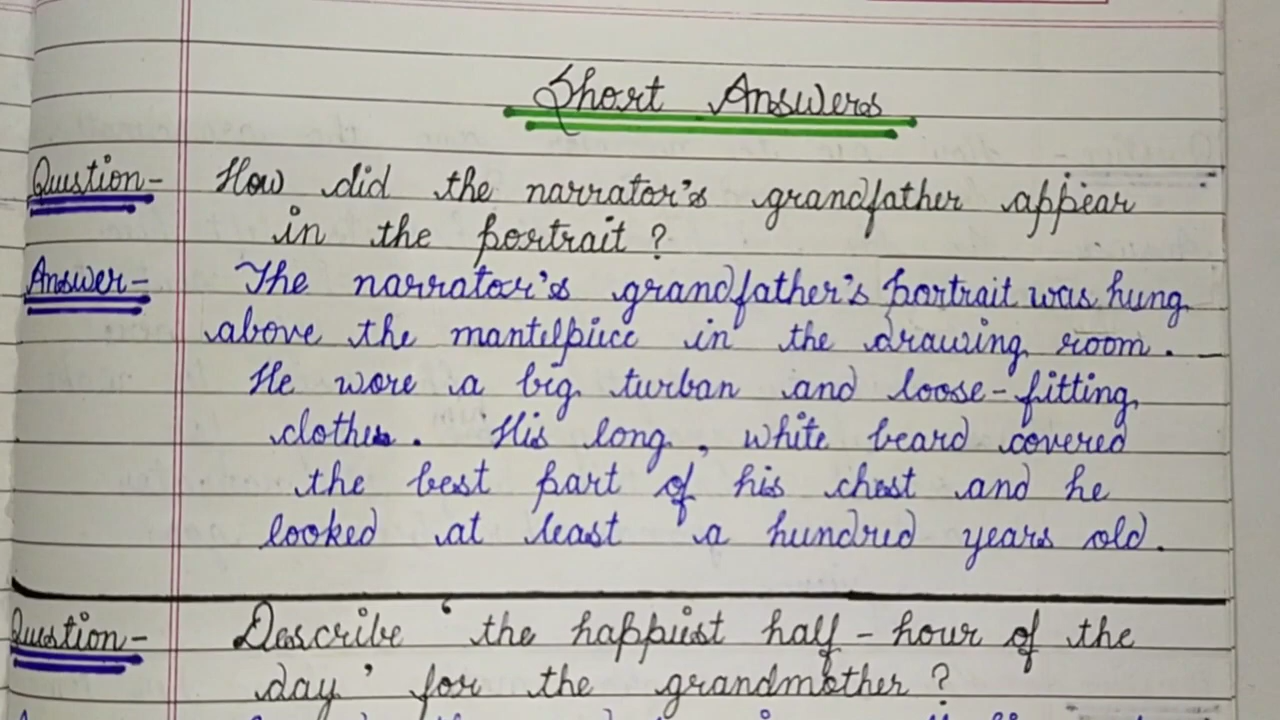 Short Answers
Question- How did the narrator's grandfather appear
in the portrait ?
Answer- The narrator's grandfather's portrait was hung
above the mantelpiece in the drawing room.
He wore a big turban and loose-fitting
clothes. His long, white beard covered
the best part of his chest and he
looked at least a hundred years old.
Question- Describe 'the happiest half-hour of the
day' for the grandmother ?